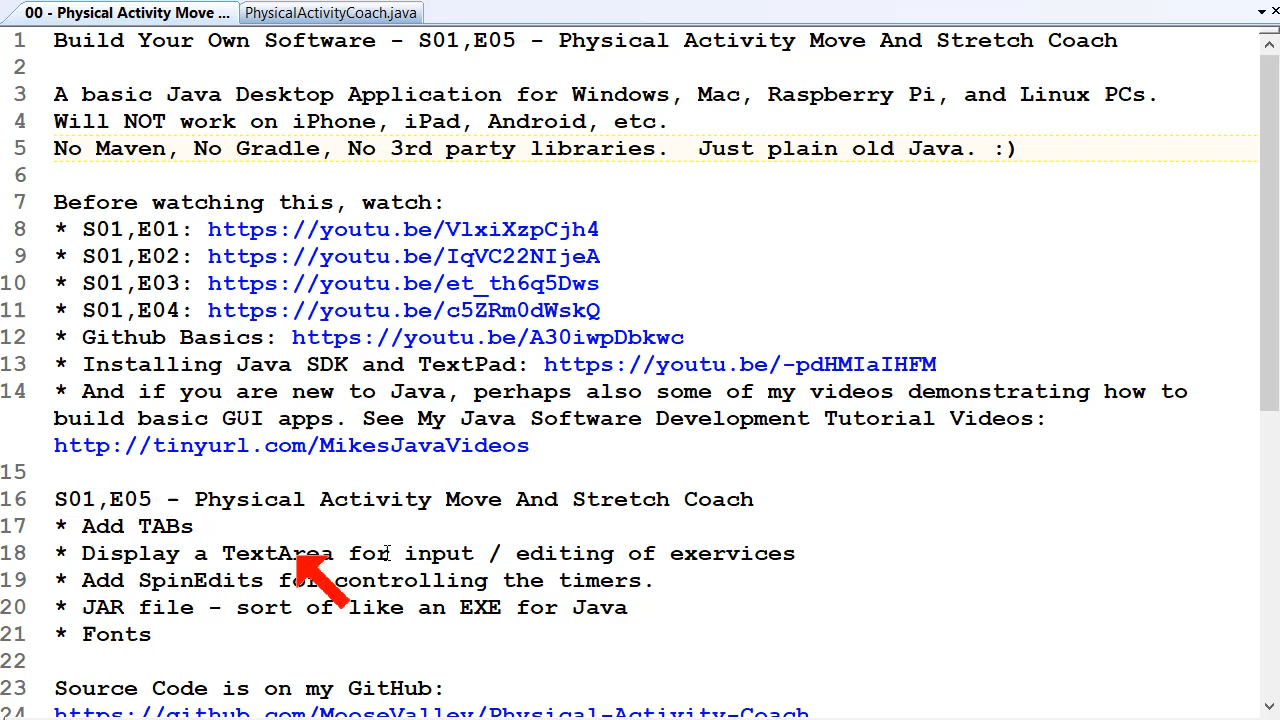 00 - Physical Activity Move ... PhysicalActivityCoach.java
1 Build Your Own Software - S01,E05 - Physical Activity Move And Stretch Coach
2
3 A basic Java Desktop Application for Windows, Mac, Raspberry Pi, and Linux PCs.
4 Will NOT work on iPhone, iPad, Android, etc.
5 No Maven, No Gradle, No 3rd party libraries.  Just plain old Java. :)
6
7 Before watching this, watch:
8 * S01,E01: https://youtu.be/VlxiXzpCjh4
9 * S01,E02: https://youtu.be/IqVC22NIjeA
10 * S01,E03: https://youtu.be/et_th6q5Dws
11 * S01,E04: https://youtu.be/c5ZRm0dWskQ
12 * Github Basics: https://youtu.be/A30iwpDbkwc
13 * Installing Java SDK and TextPad: https://youtu.be/-pdHMIaIHFM
14 * And if you are new to Java, perhaps also some of my videos demonstrating how to
build basic GUI apps. See My Java Software Development Tutorial Videos:
http://tinyurl.com/MikesJavaVideos
15
16 S01,E05 - Physical Activity Move And Stretch Coach
17 * Add TABs
18 * Display a TextArea for input / editing of exervices
19 * Add SpinEdits for controlling the timers.
20 * JAR file - sort of like an EXE for Java
21 * Fonts
22
23 Source Code is on my GitHub:
24 https://github.com/MooseValley/Physical-Activity-Coach